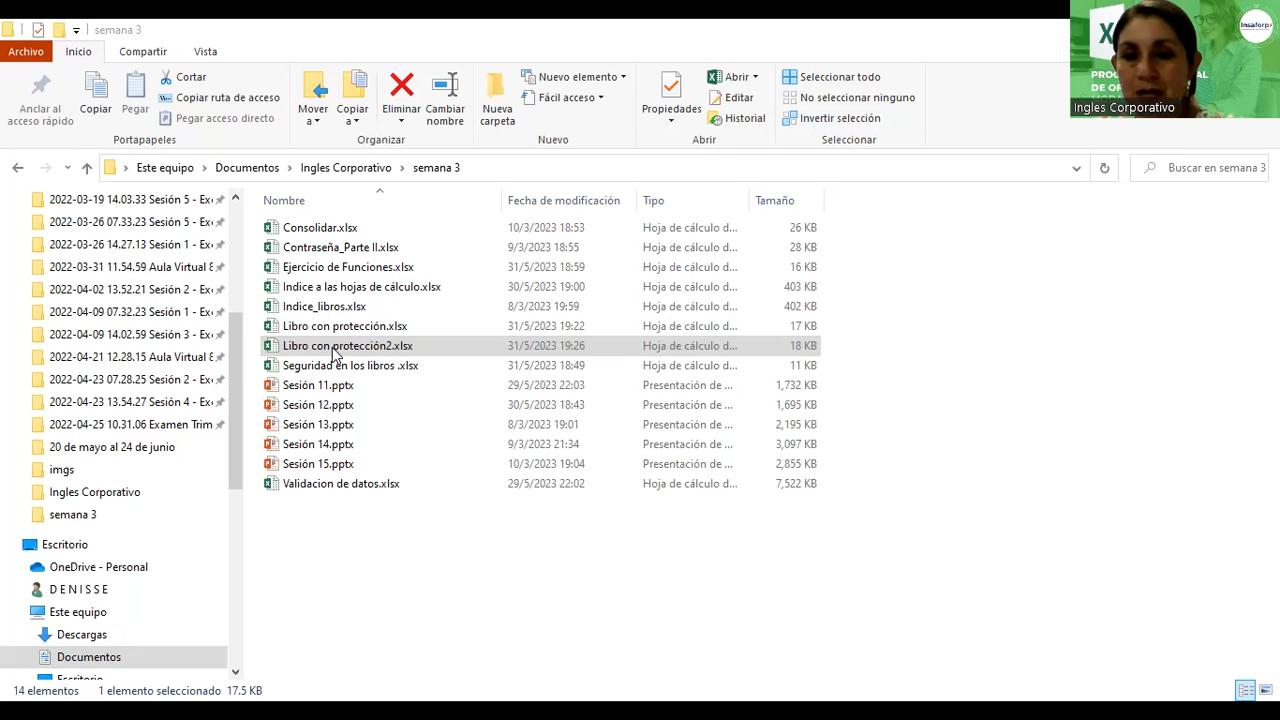 semana 3
Archivo Inicio Compartir Vista
Anclar al acceso rápido
Copiar
Pegar
Cortar
Copiar ruta de acceso
Pegar acceso directo
Portapapeles
Mover a
Copiar a
Eliminar
Cambiar nombre
Organizar
Nueva carpeta
Nuevo elemento
Fácil acceso
Nuevo
Propiedades
Abrir
Editar
Historial
Abrir
Seleccionar todo
No seleccionar ninguno
Invertir selección
Seleccionar
Insaforp
Ingles Corporativo
Este equipo > Documentos > Ingles Corporativo > semana 3
Buscar en semana 3
2022-03-19 14.03.33 Sesión 5 - Ex
2022-03-26 07.33.23 Sesión 5 - Ex
2022-03-26 14.27.13 Sesión 1 - Ex
2022-03-31 11.54.59 Aula Virtual
2022-04-02 13.52.21 Sesión 2 - Ex
2022-04-09 07.32.23 Sesión 1 - Ex
2022-04-09 14.02.59 Sesión 3 - Ex
2022-04-21 12.28.15 Aula Virtual
2022-04-23 07.28.25 Sesión 2 - Ex
2022-04-23 13.54.27 Sesión 4 - Ex
2022-04-25 10.31.06 Examen Trim
20 de mayo al 24 de junio
imgs
Ingles Corporativo
semana 3
Escritorio
OneDrive - Personal
D E N I S S E
Este equipo
Descargas
Documentos
Escritorio
Nombre Fecha de modificación Tipo Tamaño
Consolidar.xlsx 10/3/2023 18:53 Hoja de cálculo d... 26 KB
Contraseña_Parte II.xlsx 9/3/2023 18:55 Hoja de cálculo d... 28 KB
Ejercicio de Funciones.xlsx 31/5/2023 18:59 Hoja de cálculo d... 16 KB
Indice a las hojas de cálculo.xlsx 30/5/2023 19:00 Hoja de cálculo d... 403 KB
Indice_libros.xlsx 8/3/2023 19:59 Hoja de cálculo d... 402 KB
Libro con protección.xlsx 31/5/2023 19:22 Hoja de cálculo d... 17 KB
Libro con protección2.xlsx 31/5/2023 19:26 Hoja de cálculo d... 18 KB
Seguridad en los libros .xlsx 31/5/2023 18:49 Hoja de cálculo d... 11 KB
Sesión 11.pptx 29/5/2023 22:03 Presentación de ... 1,732 KB
Sesión 12.pptx 30/5/2023 18:43 Presentación de ... 1,695 KB
Sesión 13.pptx 8/3/2023 19:01 Presentación de ... 2,195 KB
Sesión 14.pptx 9/3/2023 21:34 Presentación de ... 3,097 KB
Sesión 15.pptx 10/3/2023 19:04 Presentación de ... 2,855 KB
Validacion de datos.xlsx 29/5/2023 22:02 Hoja de cálculo d... 7,522 KB
14 elementos 1 elemento seleccionado 17.5 KB